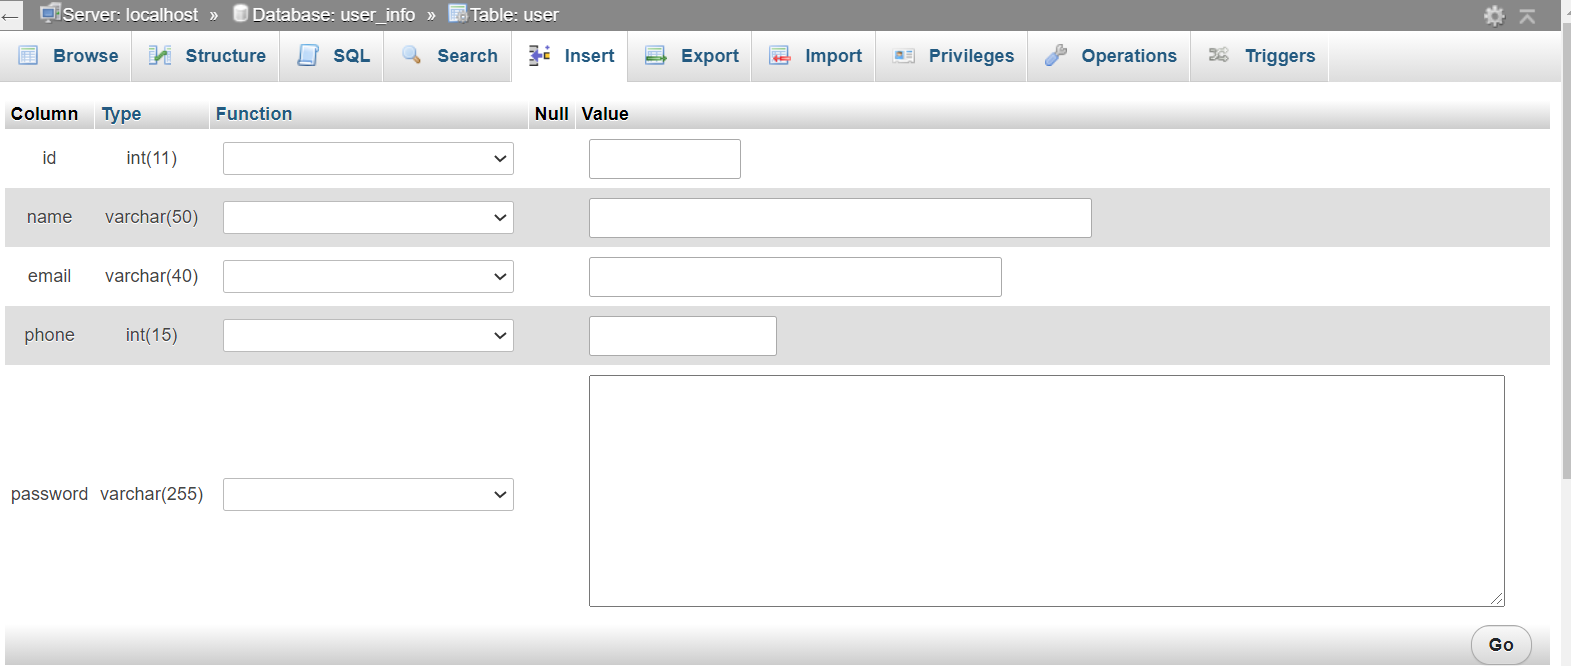 ← Server: localhost » Database: user_info » Table: user
Browse Structure SQL Search Insert Export Import Privileges Operations Triggers
Column Type Function Null Value
id int(11)
name varchar(50)
email varchar(40)
phone int(15)
password varchar(255)
Go